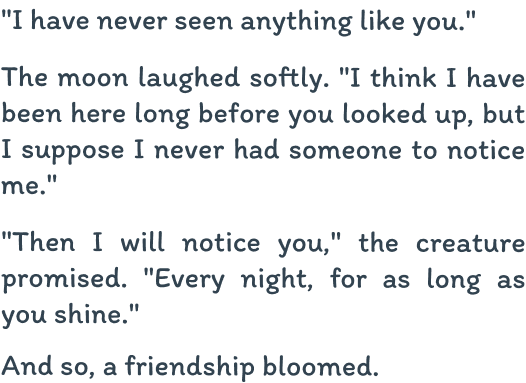 "I have never seen anything like you."
The moon laughed softly. "I think I have
been here long before you looked up, but
I suppose I never had someone to notice
me."
"Then I will notice you," the creature
promised. "Every night, for as long as
you shine."
And so, a friendship bloomed.